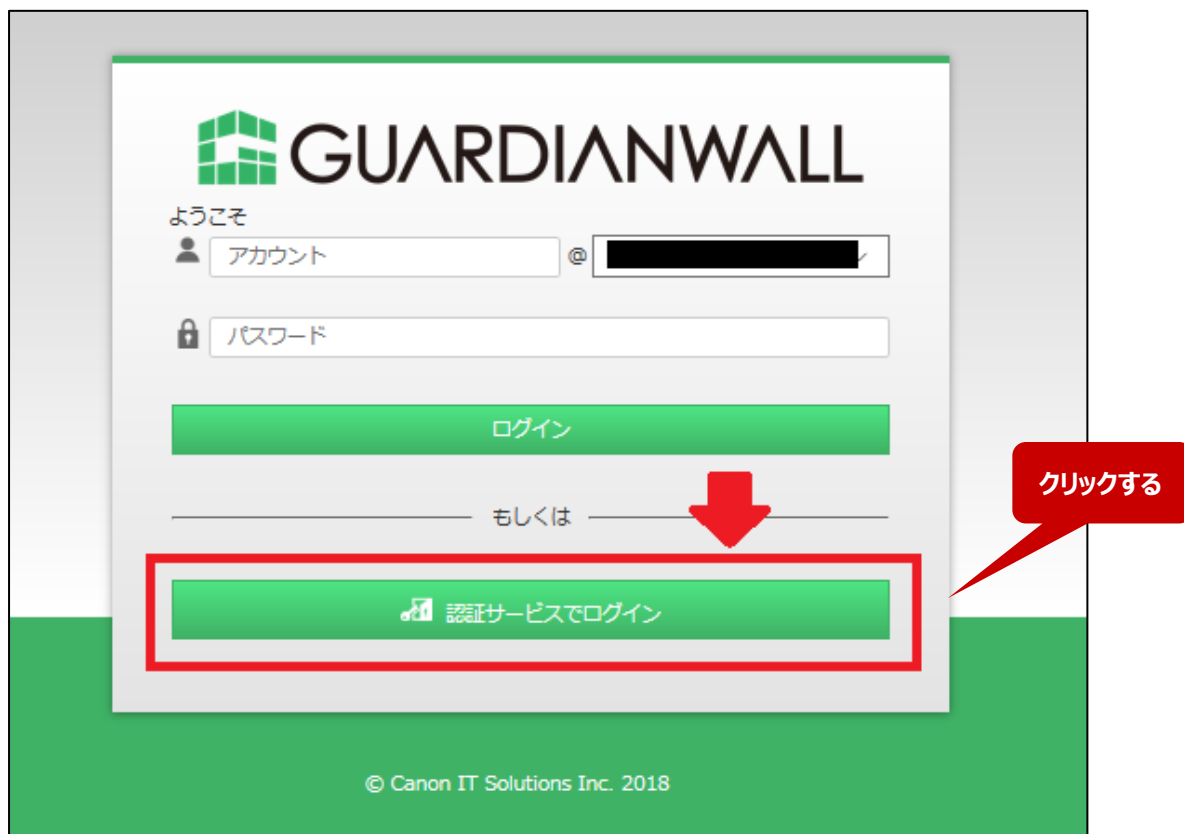 GUARDIANWALL
ようこそ
アカウント @
パスワード
ログイン
クリックする
もしくは
認証サービスでログイン
© Canon IT Solutions Inc. 2018